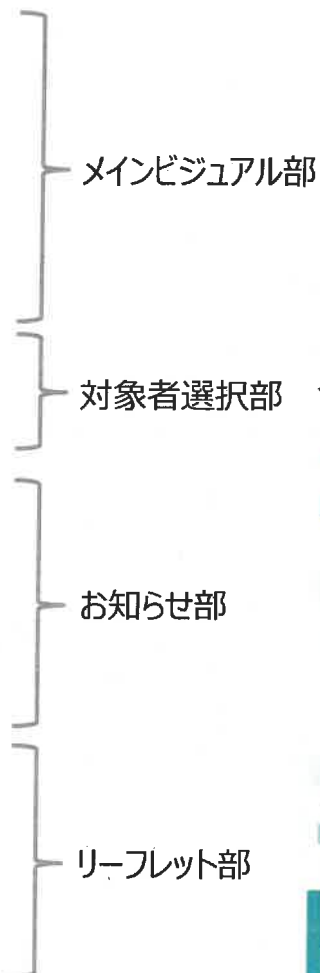 メインビジュアル部
対象者選択部
お知らせ部
リーフレット部